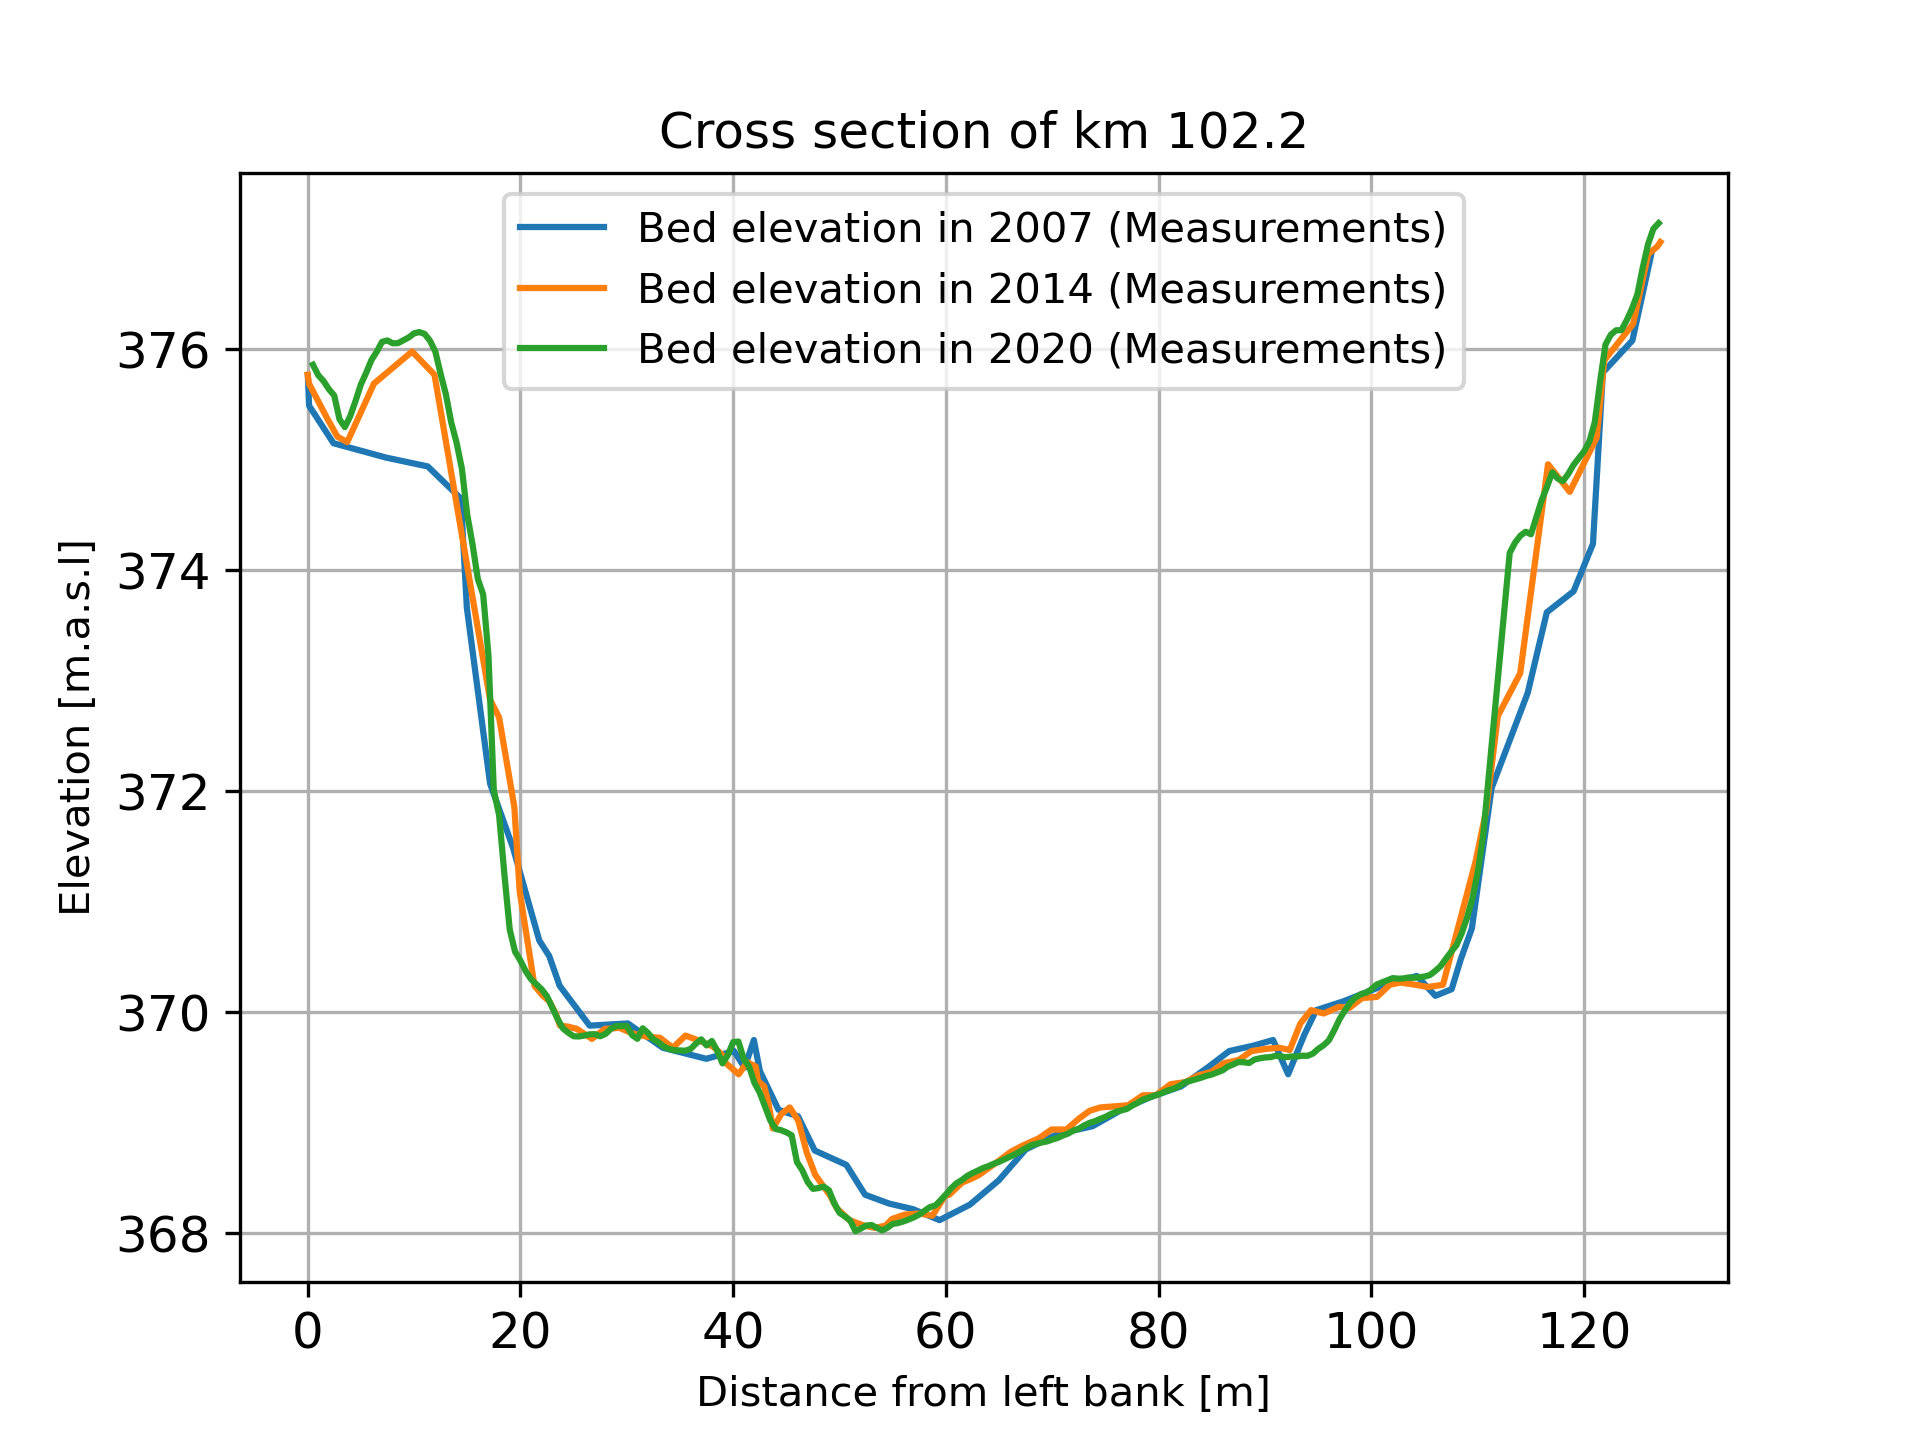 Cross section of km 102.2
Bed elevation in 2007 (Measurements)
Bed elevation in 2014 (Measurements)
Bed elevation in 2020 (Measurements)
376
374
372
370
368
Elevation [m.a.s.l]
0 20 40 60 80 100 120
Distance from left bank [m]